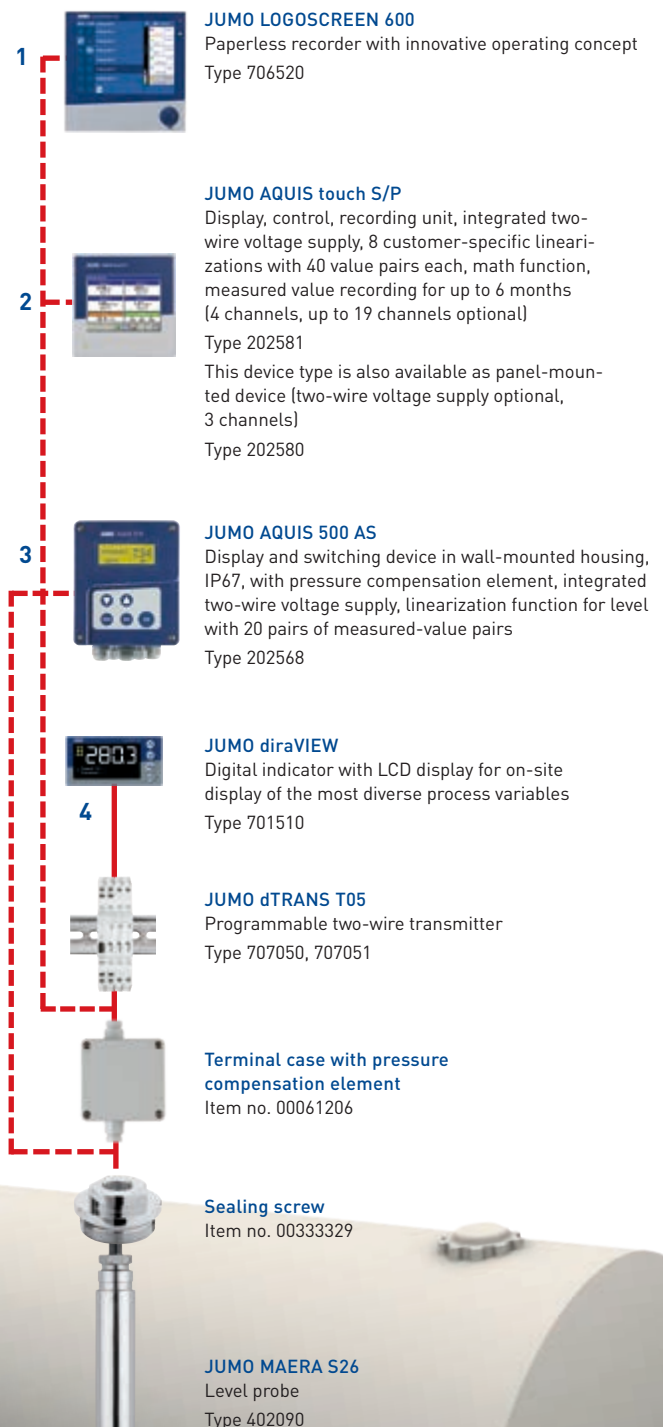 1
JUMO LOGOSCREEN 600
Paperless recorder with innovative operating concept
Type 706520
2
JUMO AQUIS touch S/P
Display, control, recording unit, integrated two-
wire voltage supply, 8 customer-specific lineari-
zations with 40 value pairs each, math function,
measured value recording for up to 6 months
(4 channels, up to 19 channels optional)
Type 202581
This device type is also available as panel-moun-
ted device (two-wire voltage supply optional,
3 channels)
Type 202580
3
JUMO AQUIS 500 AS
Display and switching device in wall-mounted housing,
IP67, with pressure compensation element, integrated
two-wire voltage supply, linearization function for level
with 20 pairs of measured-value pairs
Type 202568
280.3
4
JUMO diraVIEW
Digital indicator with LCD display for on-site
display of the most diverse process variables
Type 701510
JUMO dTRANS T05
Programmable two-wire transmitter
Type 707050, 707051
Terminal case with pressure
compensation element
Item no. 00061206
Sealing screw
Item no. 00333329
JUMO MAERA S26
Level probe
Type 402090